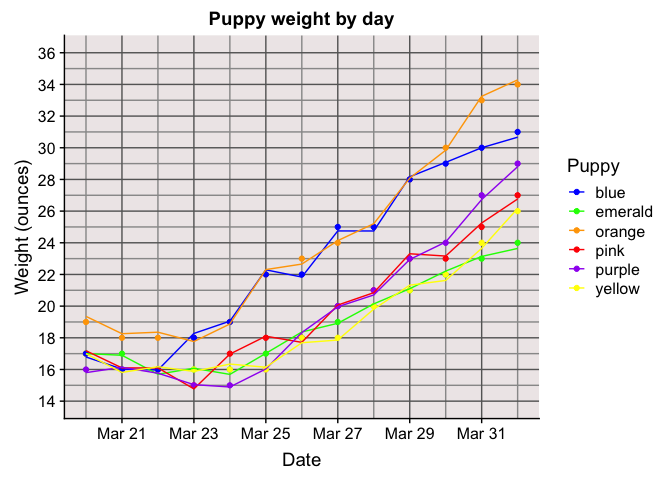 Puppy weight by day
Weight (ounces)
36
34
32
30
28
26
24
22
20
18
16
14
Mar 21 Mar 23 Mar 25 Mar 27 Mar 29 Mar 31
Date
Puppy
blue
emerald
orange
pink
purple
yellow